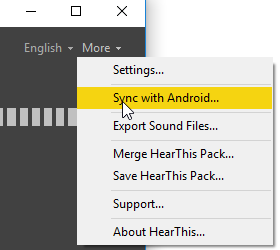 English More
Settings...
Sync with Android...
Export Sound Files...
Merge HearThis Pack...
Save HearThis Pack...
Support...
About HearThis...